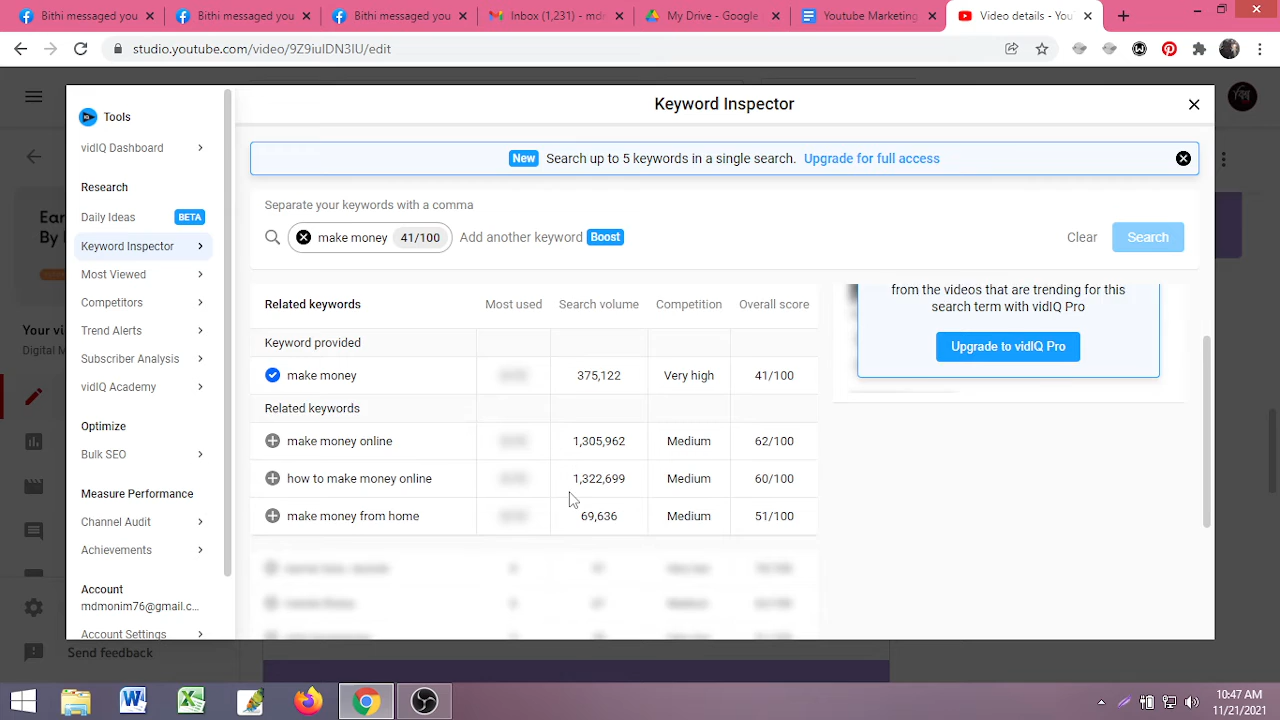 Bithi messaged you
Bithi messaged you
Bithi messaged you
Inbox (1,231) - md
My Drive - Google
Youtube Marketing
Video details - Yo
studio.youtube.com/video/9Z9iuIDN3IU/edit
Tools
vidIQ Dashboard
Research
Daily Ideas BETA
Keyword Inspector
Most Viewed
Competitors
Trend Alerts
Subscriber Analysis
vidIQ Academy
Optimize
Bulk SEO
Measure Performance
Channel Audit
Achievements
Account
mdmonim76@gmail.c...
Account Settings
Send feedback
Keyword Inspector
New Search up to 5 keywords in a single search. Upgrade for full access
Separate your keywords with a comma
make money 41/100 Add another keyword Boost Clear Search
Related keywords Most used Search volume Competition Overall score
Keyword provided
make money 375,122 Very high 41/100
Related keywords
make money online 1,305,962 Medium 62/100
how to make money online 1,322,699 Medium 60/100
make money from home 69,636 Medium 51/100
from the videos that are trending for this
search term with vidIQ Pro
Upgrade to vidIQ Pro
Your vi
Digital M
10:47 AM
11/21/2021